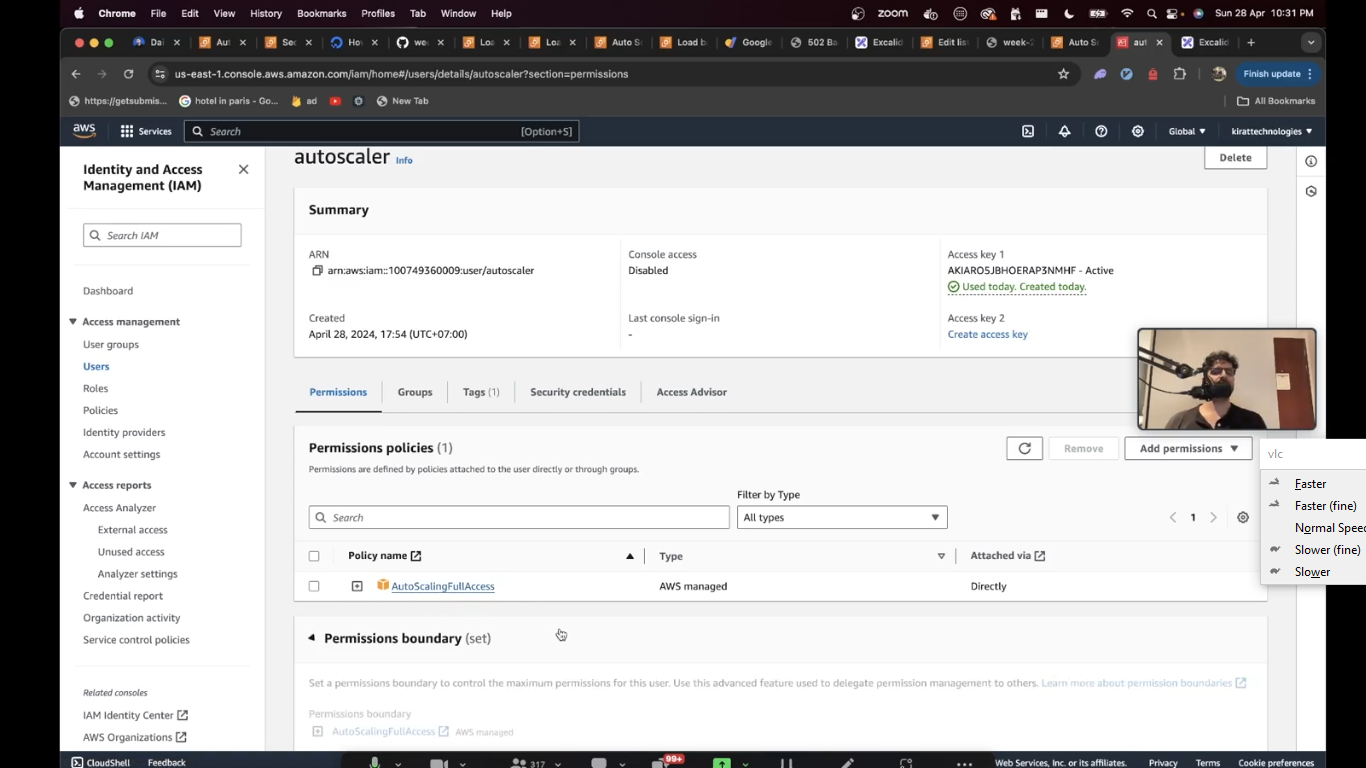 Chrome File Edit View History Bookmarks Profiles Tab Window Help zoom Sun 28 Apr 10:31 PM
Dai Aut Sec Ho we Loa Loa Auto S Load b Google 502 Ba Excalid Edit lis week-2 Auto S aut Excalid
us-east-1.console.aws.amazon.com/iam/home#/users/details/autoscaler?section=permissions Finish update
https://getsubmis... hotel in paris - Go... ad New Tab All Bookmarks
aws Services Search [Option+S] Global kirattechnologies
Identity and Access
Management (IAM)
Search IAM
Dashboard
Access management
User groups
Users
Roles
Policies
Identity providers
Account settings
Access reports
Access Analyzer
External access
Unused access
Analyzer settings
Credential report
Organization activity
Service control policies
Related consoles
IAM Identity Center
AWS Organizations
autoscaler Info Delete
Summary
ARN
arn:aws:iam::100749360009:user/autoscaler
Console access
Disabled
Access key 1
AKIARO5JBHOERAP3NMHF - Active
Used today. Created today.
Created
April 28, 2024, 17:54 (UTC+07:00)
Last console sign-in
-
Access key 2
Create access key
Permissions Groups Tags (1) Security credentials Access Advisor
Permissions policies (1) Remove Add permissions
Permissions are defined by policies attached to the user directly or through groups.
Filter by Type
Search All types 1
Policy name Type Attached via
AutoScalingFullAccess AWS managed Directly
Permissions boundary (set)
Set a permissions boundary to control the maximum permissions for this user. Use this advanced feature used to delegate permission management to others. Learn more about permission boundaries
Permissions boundary
AutoScalingFullAccess AWS managed
vlc
Faster
Faster (fine)
Normal Speed
Slower (fine)
Slower
CloudShell Feedback 317 99+ Web Services, Inc. or its affiliates. Privacy Terms Cookie preferences